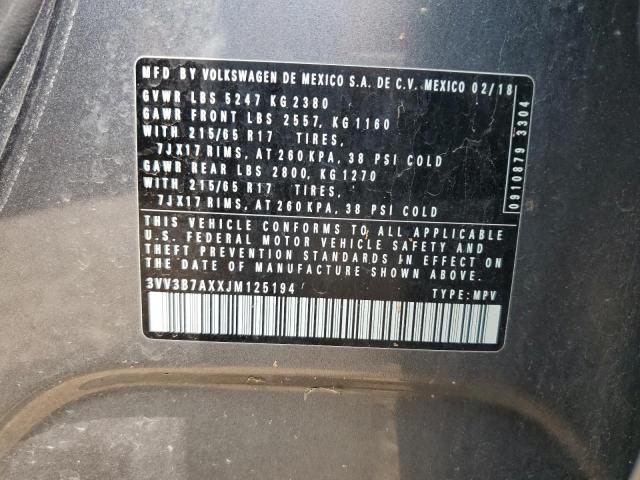 MFD BY VOLKSWAGEN DE MEXICO S.A. DE C.V. MEXICO 02/18
GVWR LBS 5247 KG 2380
GAWR FRONT LBS 2557, KG 1160
WITH 215/65 R17 TIRES,
7JX17 RIMS, AT 260 KPA, 38 PSI COLD
GAWR REAR LBS 2800, KG 1270
WITH 215/65 R17 TIRES,
7JX17 RIMS, AT 260 KPA, 38 PSI COLD
THIS VEHICLE CONFORMS TO ALL APPLICABLE
U.S. FEDERAL MOTOR VEHICLE SAFETY AND
THEFT PREVENTION STANDARDS IN EFFECT ON
THE DATE OF MANUFACTURE SHOWN ABOVE.
3VV3B7AXXJM125194 TYPE: MPV
0910879 3304